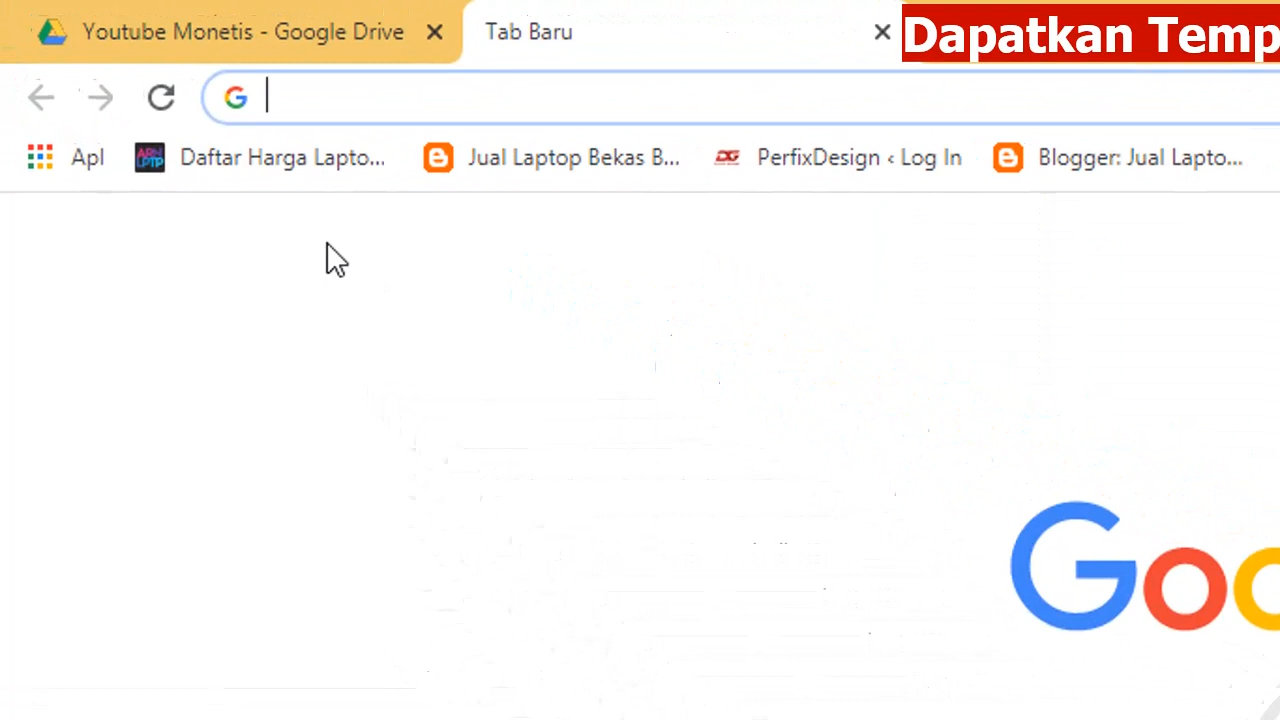 Youtube Monetis - Google Drive
Tab Baru
Dapatkan Temp
Apl
Daftar Harga Lapto...
Jual Laptop Bekas B...
PerfixDesign ‹ Log In
Blogger: Jual Lapto...
Goo